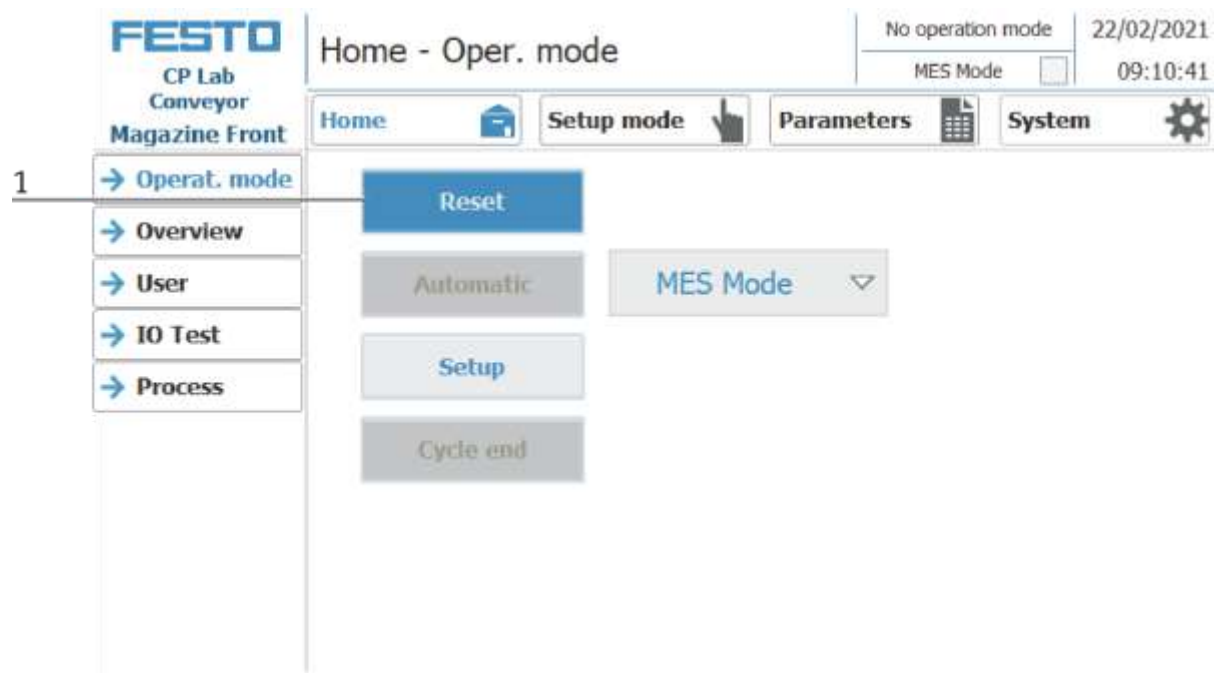 FESTO
CP Lab
Conveyor
Magazine Front
Home - Oper. mode
No operation mode
MES Mode
22/02/2021
09:10:41
Home
Setup mode
Parameters
System
1
Operat. mode
Overview
User
IO Test
Process
Reset
Automatic
MES Mode
Setup
Cycle end